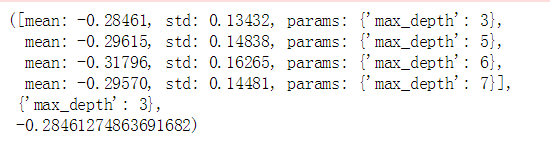 ([mean: -0.28461, std: 0.13432, params: {'max_depth': 3},
mean: -0.29615, std: 0.14838, params: {'max_depth': 5},
mean: -0.31796, std: 0.16265, params: {'max_depth': 6},
mean: -0.29570, std: 0.14481, params: {'max_depth': 7}],
{'max_depth': 3},
-0.28461274863691682)